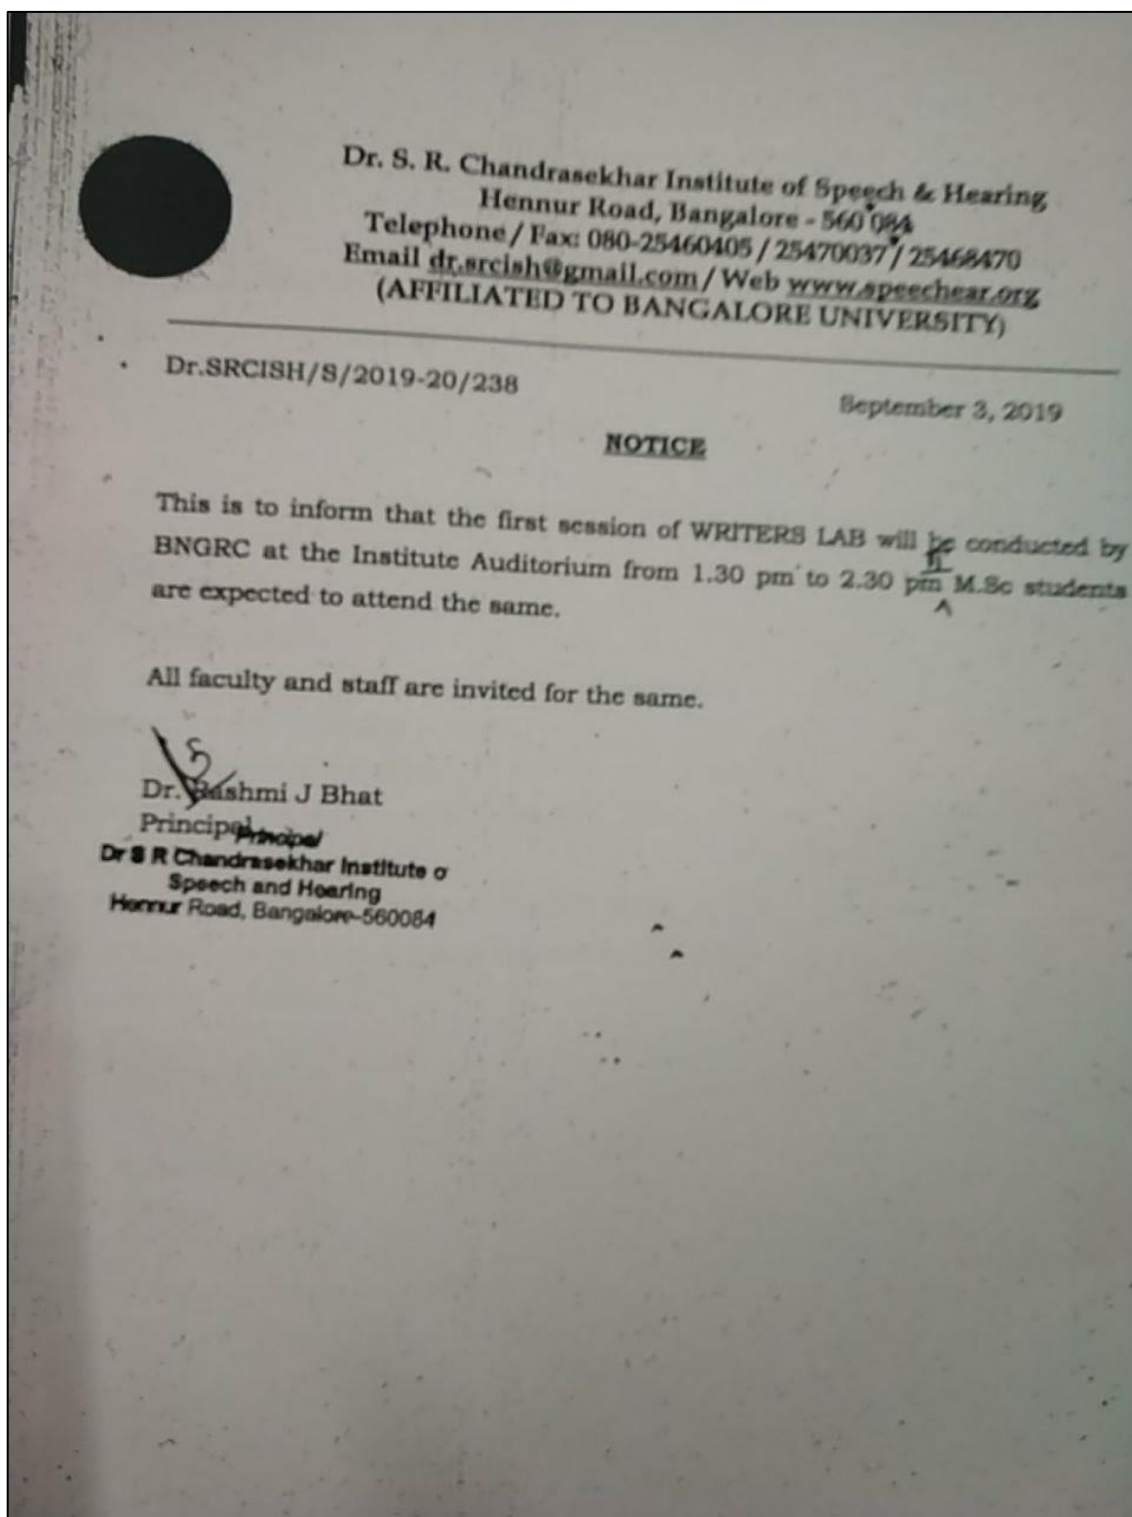 Dr. S. R. Chandrasekhar Institute of Speech & Hearing
Hennur Road, Bangalore - 560 084
Telephone / Fax: 080-25460405 / 25470037 / 25468470
Email dr.srcish@gmail.com / Web www.speechear.org
(AFFILIATED TO BANGALORE UNIVERSITY)
Dr.SRCISH/S/2019-20/238
September 3, 2019
NOTICE
This is to inform that the first session of WRITERS LAB will be conducted by
II
BNGRC at the Institute Auditorium from 1.30 pm to 2.30 pm M.Sc students
are expected to attend the same.
All faculty and staff are invited for the same.
Dr. Rashmi J Bhat
Principal
Principal
Dr S R Chandrasekhar Institute o
Speech and Hearing
Hennur Road, Bangalore-560084